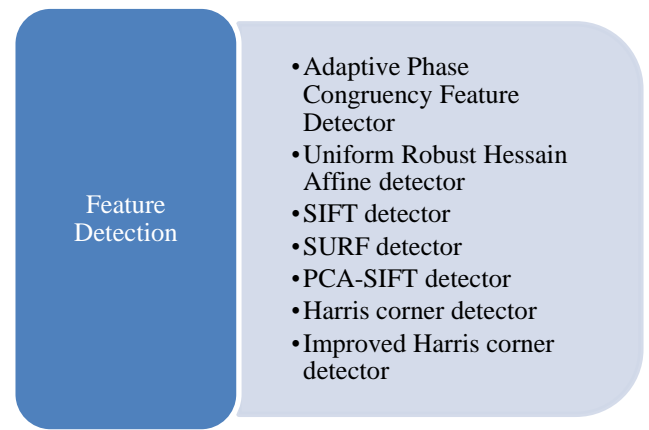 Feature
Detection
•Adaptive Phase
Congruency Feature
Detector
•Uniform Robust Hessain
Affine detector
•SIFT detector
•SURF detector
•PCA-SIFT detector
•Harris corner detector
•Improved Harris corner
detector